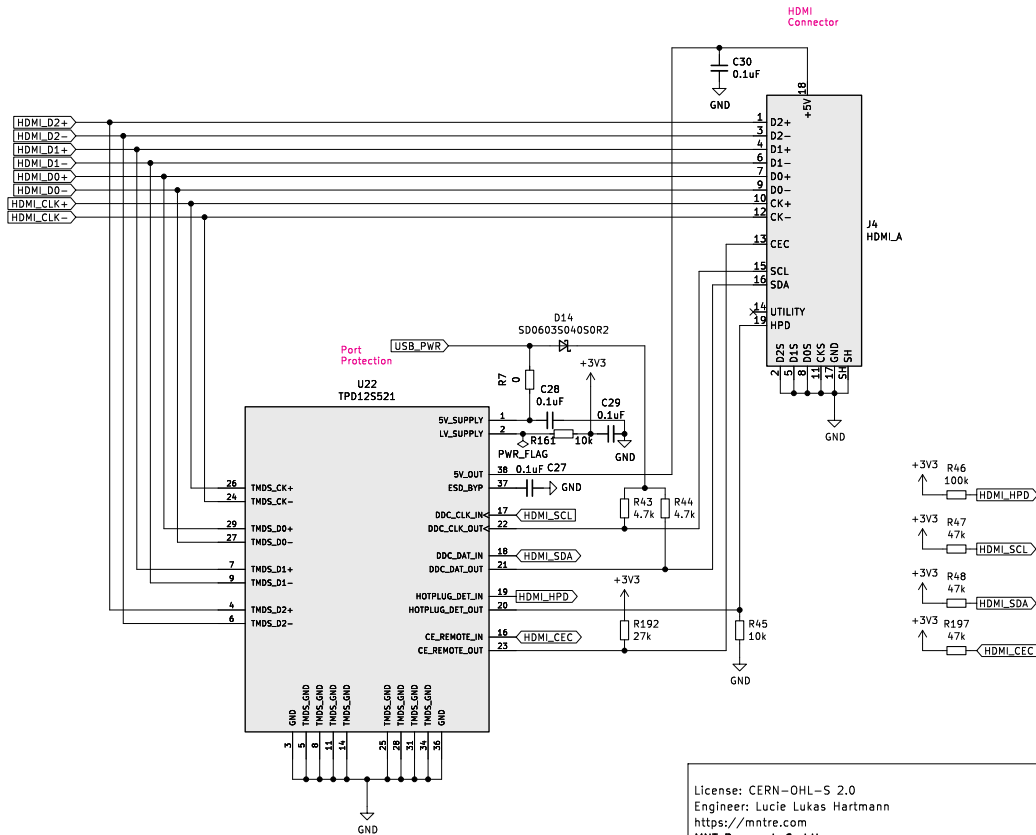 HDMI
Connector
C30
0.1uF
GND
18
+5V
HDMI_D2+
HDMI_D2-
HDMI_D1+
HDMI_D1-
HDMI_D0+
HDMI_D0-
HDMI_CLK+
HDMI_CLK-
1 D2+
3 D2-
4 D1+
6 D1-
7 D0+
9 D0-
10 CK+
12 CK-
13 CEC
15 SCL
16 SDA
14 UTILITY
19 HPD
J4
HDMI_A
D2S D1S D0S CKS GND SH
2 5 8 11 17 SH
GND
Port
Protection
USB_PWR
D14
SD0603S040S0R2
R7
0
+3V3
C28
0.1uF
C29
0.1uF
R161 10k
PWR_FLAG
GND
0.1uF C27
GND
U22
TPD12S521
5V_SUPPLY 1
LV_SUPPLY 2
5V_OUT 38
ESD_BYP 37
DDC_CLK_IN 17 HDMI_SCL
DDC_CLK_OUT 22
DDC_DAT_IN 18 HDMI_SDA
DDC_DAT_OUT 21
HOTPLUG_DET_IN 19 HDMI_HPD
HOTPLUG_DET_OUT 20
CE_REMOTE_IN 16 HDMI_CEC
CE_REMOTE_OUT 23
26 TMDS_CK+
24 TMDS_CK-
29 TMDS_D0+
27 TMDS_D0-
7 TMDS_D1+
9 TMDS_D1-
4 TMDS_D2+
6 TMDS_D2-
GND TMDS_GND TMDS_GND TMDS_GND TMDS_GND TMDS_GND TMDS_GND TMDS_GND TMDS_GND GND
3 5 8 11 14 25 28 31 34 36
GND
R43
4.7k
R44
4.7k
+3V3
R192
27k
R45
10k
GND
+3V3 R46
100k
HDMI_HPD
+3V3 R47
47k
HDMI_SCL
+3V3 R48
47k
HDMI_SDA
+3V3 R197
47k
HDMI_CEC
License: CERN-OHL-S 2.0
Engineer: Lucie Lukas Hartmann
https://mntre.com